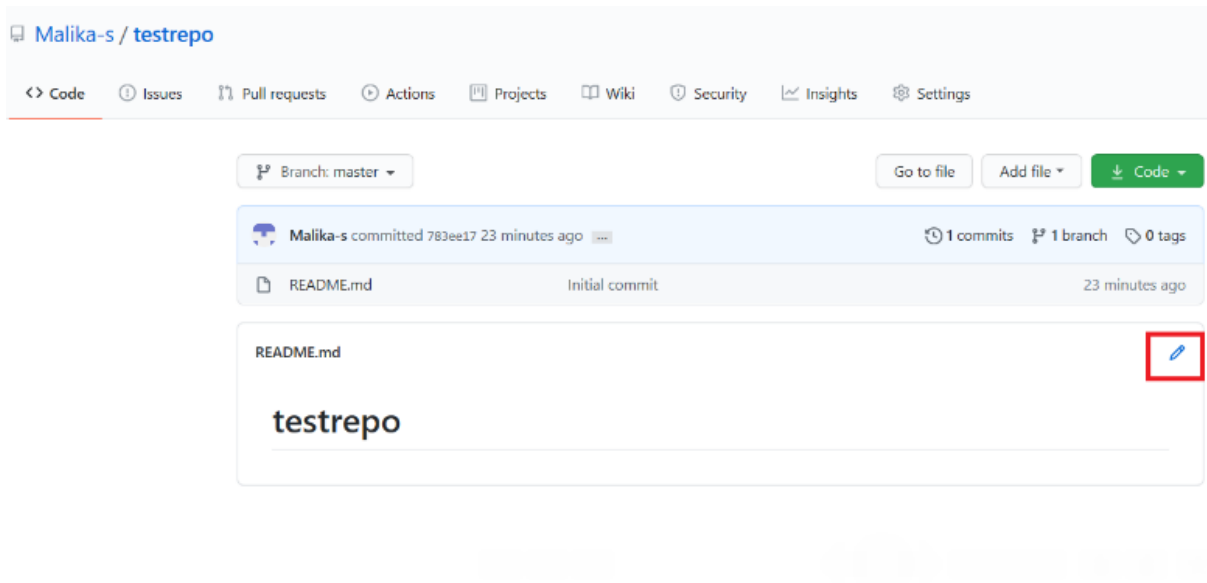 Malika-s / testrepo
<> Code Issues Pull requests Actions Projects Wiki Security Insights Settings
Branch: master Go to file Add file Code
Malika-s committed 783ee17 23 minutes ago ... 1 commits 1 branch 0 tags
README.md Initial commit 23 minutes ago
README.md
testrepo